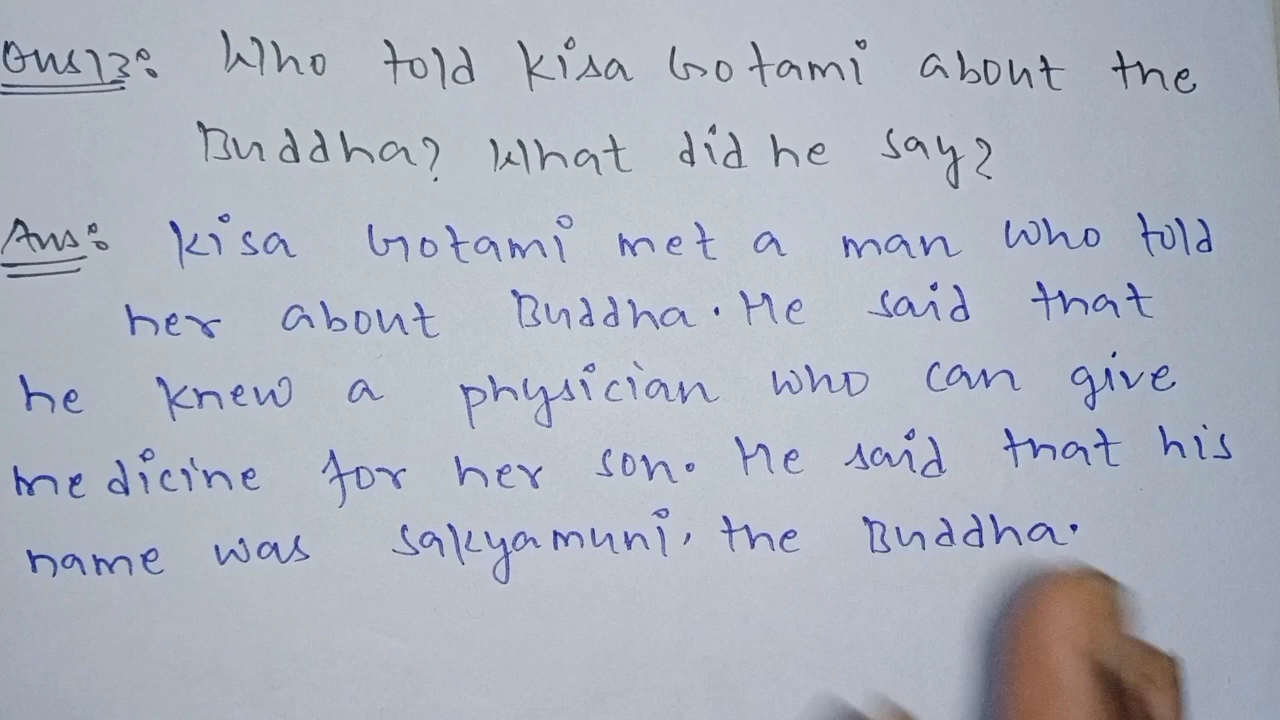 Ans13: Who told Kisa Gotami about the
Buddha? What did he say?
Ans: Kisa Gotami met a man who told
her about Buddha. He said that
he knew a physician who can give
medicine for her son. He said that his
name was Sakyamuni, the Buddha.